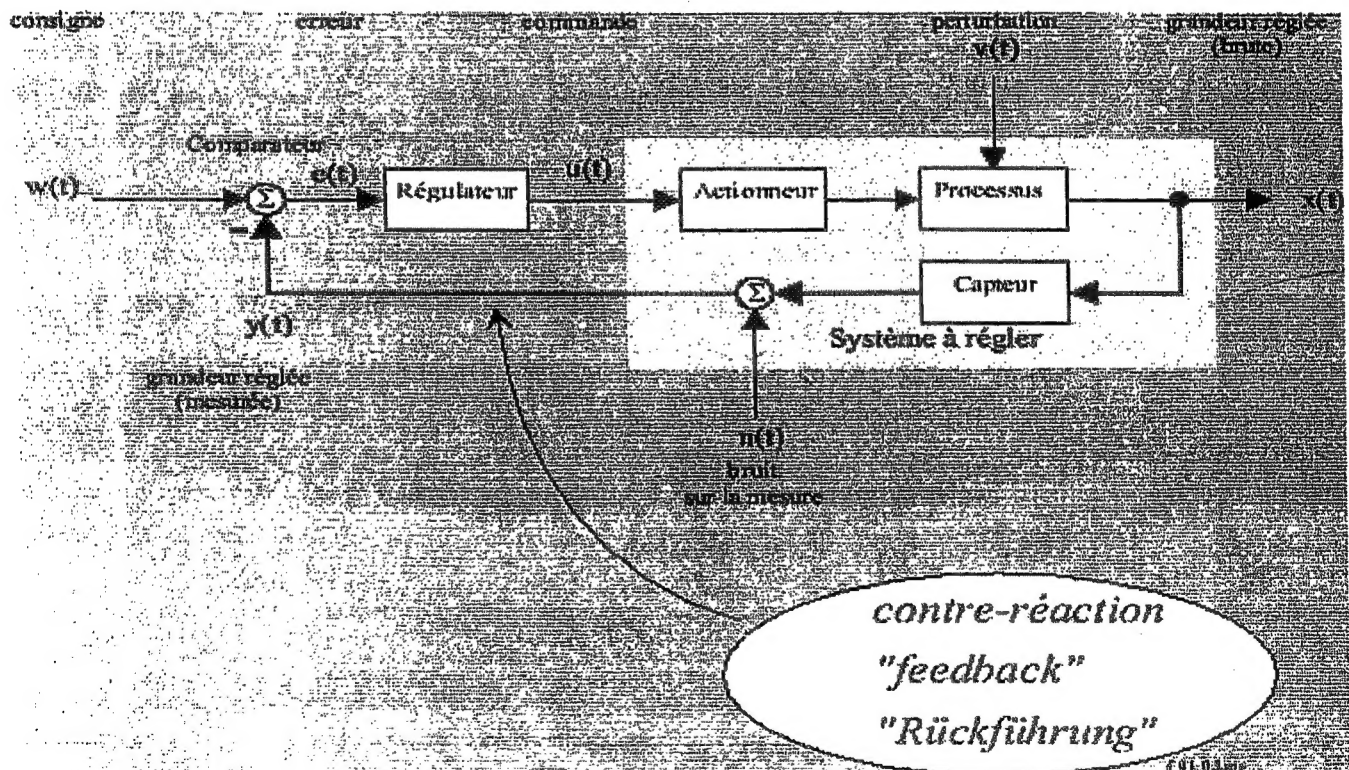 consigne erreur commande perturbation grandeur réglée
v(t) (brute)
Comparateur
w(t) Σ e(t) Régulateur u(t) Actionneur Processus x(t)
−
y(t) Σ Capteur
Système à régler
grandeur réglée
(mesurée)
n(t)
bruit
sur la mesure
contre-réaction
"feedback"
"Rückführung"